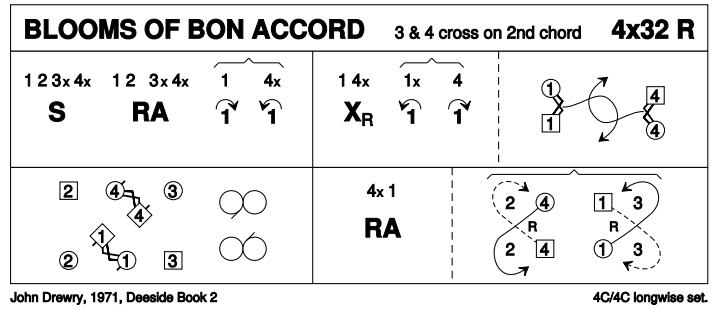 BLOOMS OF BON ACCORD 3 & 4 cross on 2nd chord 4x32 R
1 2 3x 4x 1 2 3x 4x 1 4x 1 4x 1x 4
S RA 1 1 X_R 1 1
1 4
1 4
2 4 3 4x 1 2 4 1 3
4 RA R R
1 2 4 1 3
2 1 3
John Drewry, 1971, Deeside Book 2 4C/4C longwise set.